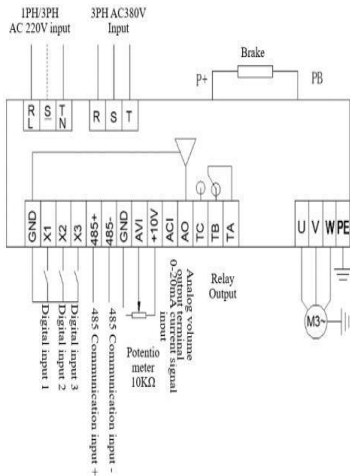 1PH/3PH
AC 220V input
3PH AC380V
Input
Brake
P+
PB
R
L
S
T
N
R
S
T
GND
X1
X2
X3
485+
485-
GND
AVI
+10V
ACI
AO
TC
TB
TA
U
V
W
PE
Digital input 1
Digital input 2
Digital input 3
485 Communication input +
485 Communication input -
Potentio
meter
10KΩ
Analog volume
output terminal
0-20mA current signal
input
Relay
Output
M3~